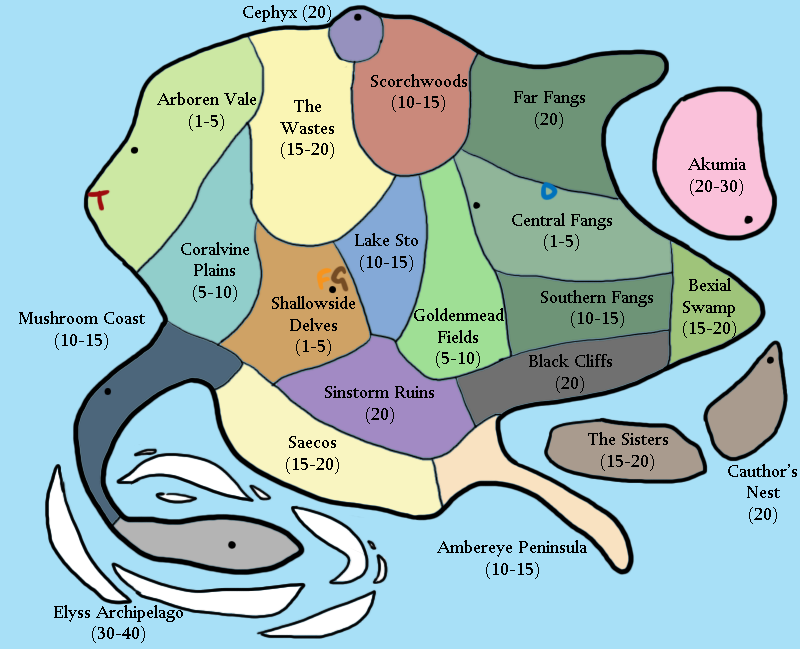 Cephyx (20)
Scorchwoods
(10-15)
Arboren Vale
(1-5)
The
Wastes
(15-20)
Far Fangs
(20)
Akumia
(20-30)
T
D
Central Fangs
(1-5)
Coralvine
Plains
(5-10)
Lake Sto
(10-15)
FG
Shallowside
Delves
(1-5)
Goldenmead
Fields
(5-10)
Southern Fangs
(10-15)
Bexial
Swamp
(15-20)
Mushroom Coast
(10-15)
Black Cliffs
(20)
Sinstorm Ruins
(20)
Saecos
(15-20)
The Sisters
(15-20)
Cauthor's
Nest
(20)
Ambereye Peninsula
(10-15)
Elyss Archipelago
(30-40)